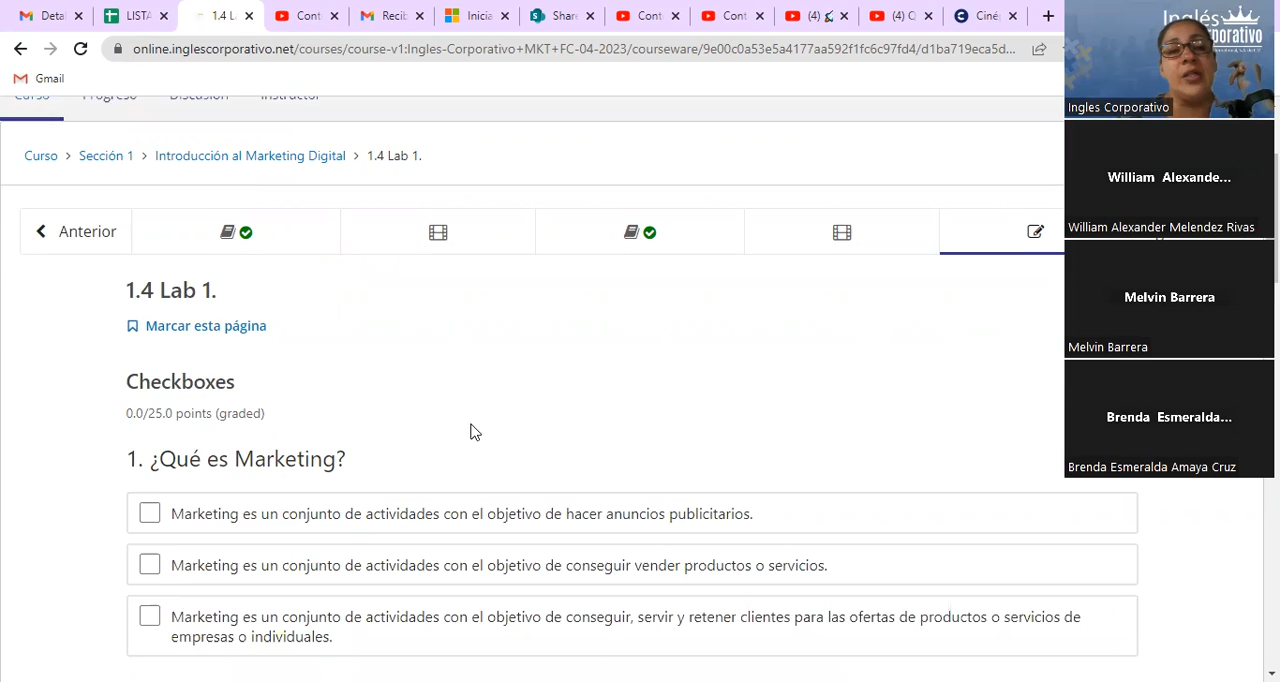 Detal
LISTA
1.4 L
Cont
Recib
Inicia
Share
Cont
Cont
(4)
(4) Q
Ciné
online.inglescorporativo.net/courses/course-v1:Ingles-Corporativo+MKT+FC-04-2023/courseware/9e00c0a53e5a4177aa592f1fc6c97fd4/d1ba719eca5d...
Gmail
Curso Progreso Discusión Instructor
Curso > Sección 1 > Introducción al Marketing Digital > 1.4 Lab 1.
Anterior
1.4 Lab 1.
Marcar esta página
Checkboxes
0.0/25.0 points (graded)
1. ¿Qué es Marketing?
Marketing es un conjunto de actividades con el objetivo de hacer anuncios publicitarios.
Marketing es un conjunto de actividades con el objetivo de conseguir vender productos o servicios.
Marketing es un conjunto de actividades con el objetivo de conseguir, servir y retener clientes para las ofertas de productos o servicios de
empresas o individuales.
Inglés
Ingles Corporativo
William Alexande...
William Alexander Melendez Rivas
Melvin Barrera
Melvin Barrera
Brenda Esmeralda...
Brenda Esmeralda Amaya Cruz